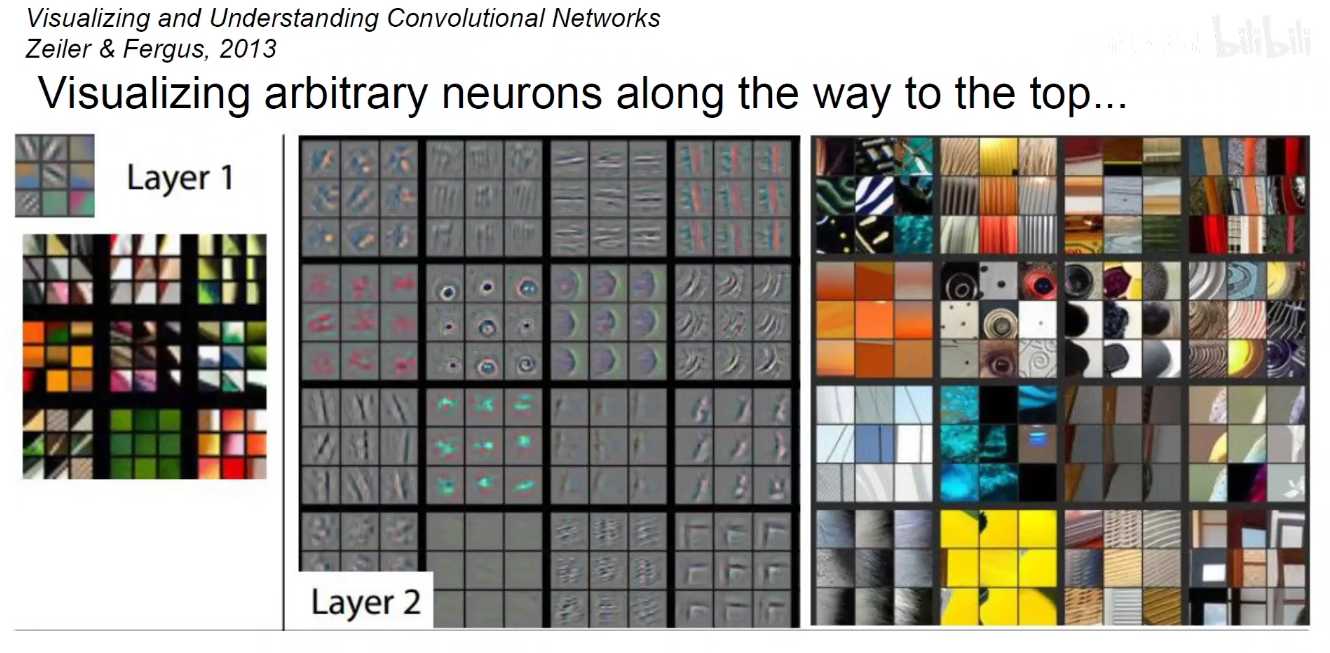 Visualizing and Understanding Convolutional Networks
Zeiler & Fergus, 2013
bilibili
Visualizing arbitrary neurons along the way to the top...
Layer 1
Layer 2